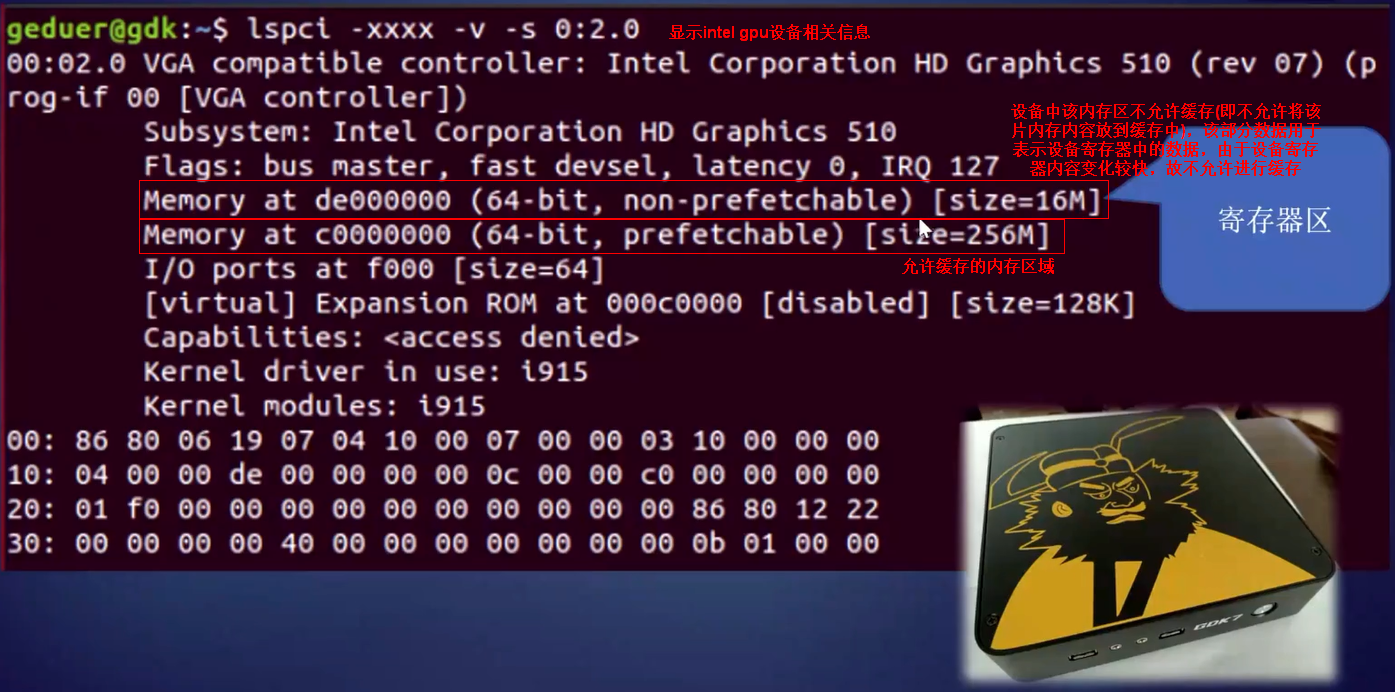 geduer@gdk:~$ lspci -xxxx -v -s 0:2.0
显示intel gpu设备相关信息
00:02.0 VGA compatible controller: Intel Corporation HD Graphics 510 (rev 07) (p
rog-if 00 [VGA controller])
Subsystem: Intel Corporation HD Graphics 510
Flags: bus master, fast devsel, latency 0, IRQ 127
设备中该内存区不允许缓存(即不允许将该
片内存内容放到缓存中)，该部分数据用于
表示设备寄存器中的数据，由于设备寄存
器内容变化较快，故不允许进行缓存
Memory at de000000 (64-bit, non-prefetchable) [size=16M]
寄存器区
Memory at c0000000 (64-bit, prefetchable) [size=256M]
允许缓存的内存区域
I/O ports at f000 [size=64]
[virtual] Expansion ROM at 000c0000 [disabled] [size=128K]
Capabilities: <access denied>
Kernel driver in use: i915
Kernel modules: i915
00: 86 80 06 19 07 04 10 00 07 00 00 03 10 00 00 00
10: 04 00 00 de 00 00 00 00 0c 00 00 c0 00 00 00 00
20: 01 f0 00 00 00 00 00 00 00 00 00 00 86 80 12 22
30: 00 00 00 00 40 00 00 00 00 00 00 00 0b 01 00 00
GDK7